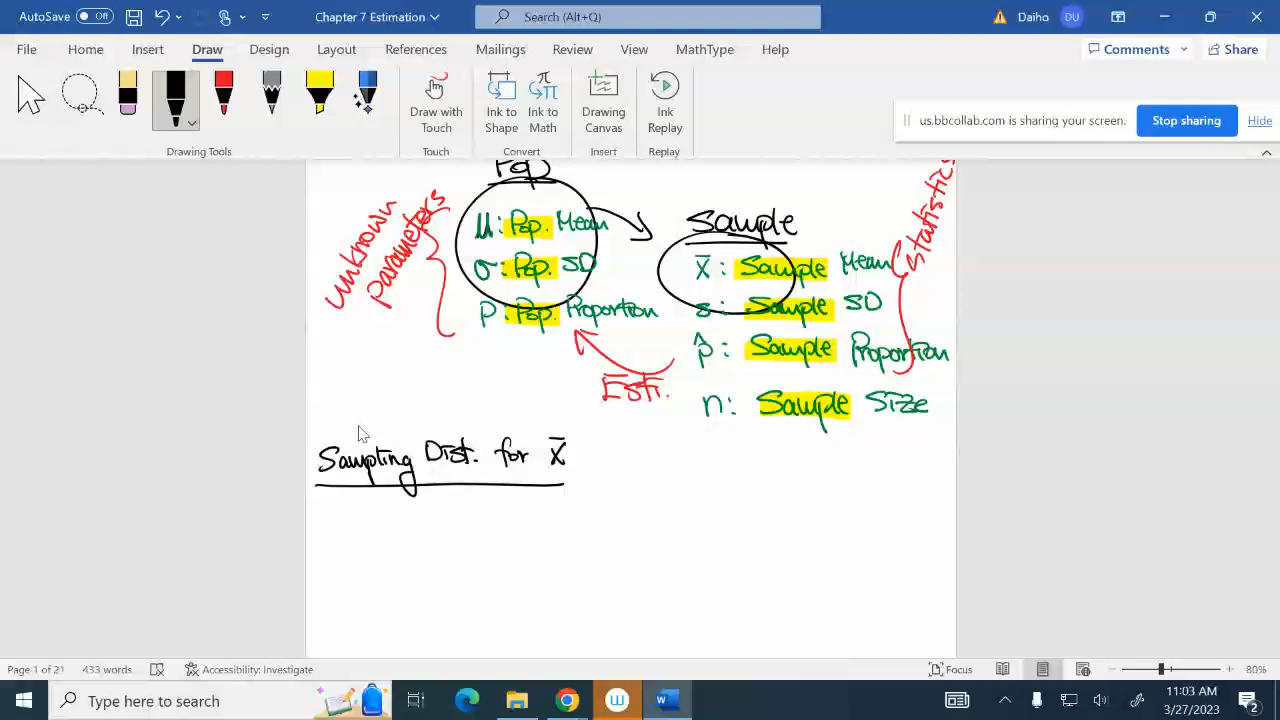 AutoSave Off Chapter 7 Estimation Search (Alt+Q) Daiho DU
File Home Insert Draw Design Layout References Mailings Review View MathType Help Comments Share
Draw with Touch Ink to Shape Ink to Math Drawing Canvas Ink Replay
Drawing Tools Touch Convert Insert Replay
us.bbcollab.com is sharing your screen. Stop sharing Hide
Pop
Unknown parameters
μ: Pop. Mean
σ: Pop. SD
p: Pop. Proportion
Sample
x̄: Sample Mean
s: Sample SD
p̂: Sample Proportion
n: Sample Size
Statistics
Esti.
Sampling Dist. for x̄
Page 1 of 21 433 words Accessibility: Investigate Focus 80%
Type here to search
11:03 AM
3/27/2023
2